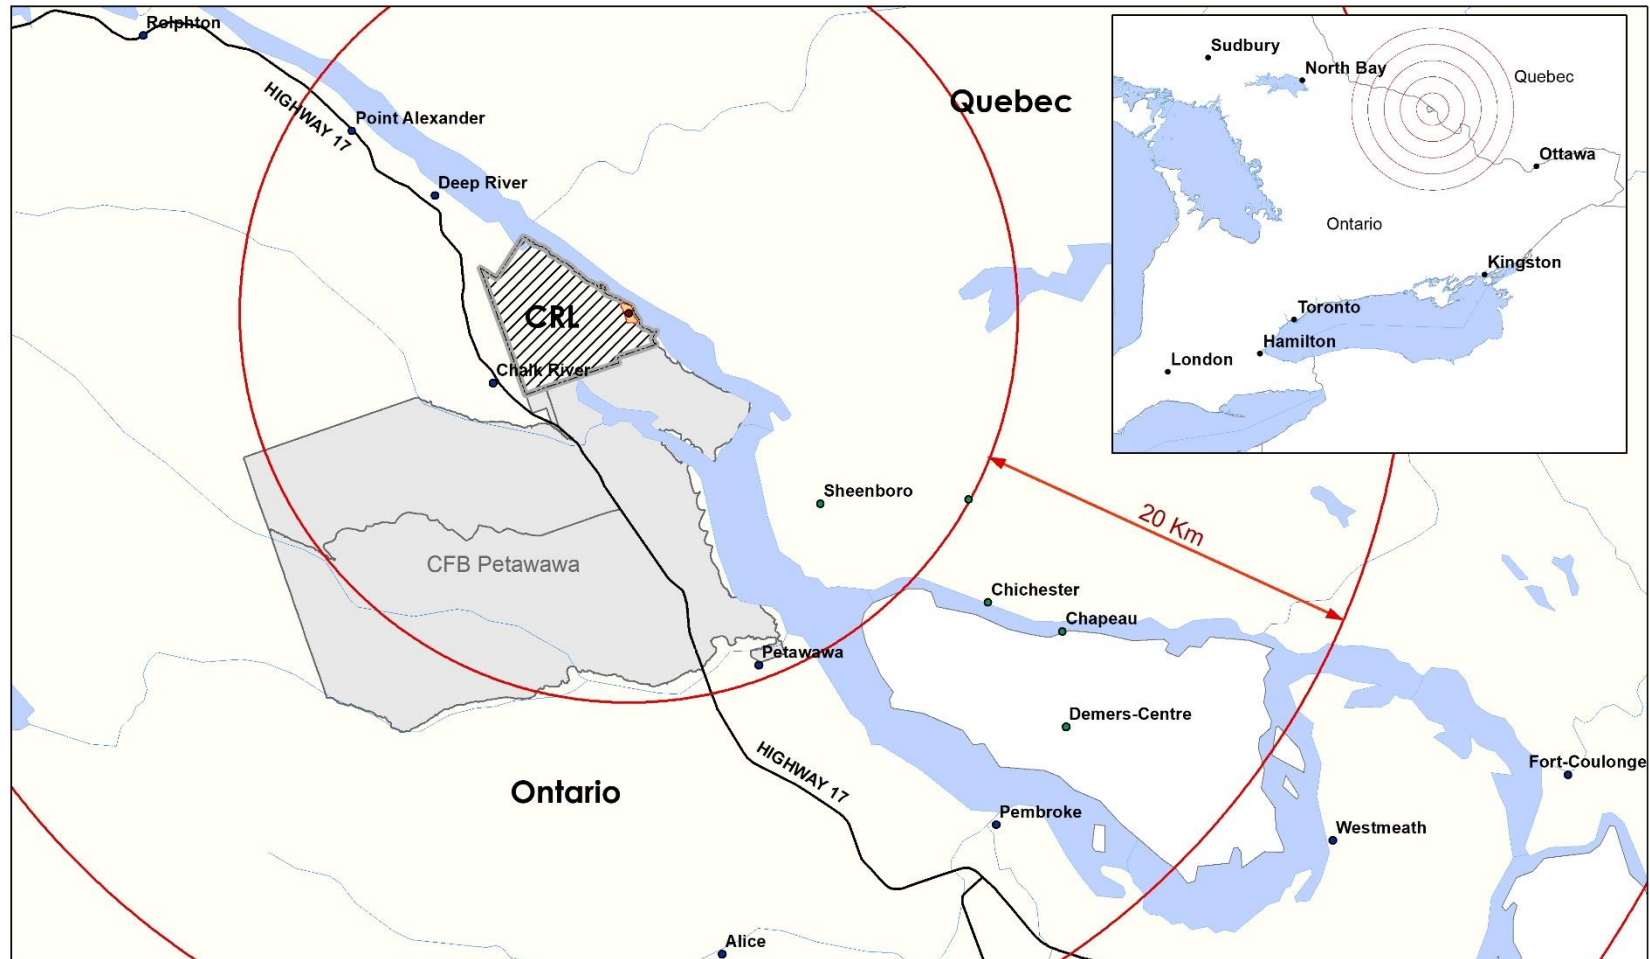 Rolphton
HIGHWAY 17
Point Alexander
Deep River
Quebec
CRL
Chalk River
Sheenboro
20 Km
CFB Petawawa
Chichester
Chapeau
Petawawa
Demers-Centre
HIGHWAY 17
Ontario
Fort-Coulonge
Pembroke
Westmeath
Alice
Sudbury
North Bay
Quebec
Ottawa
Ontario
Kingston
Toronto
Hamilton
London